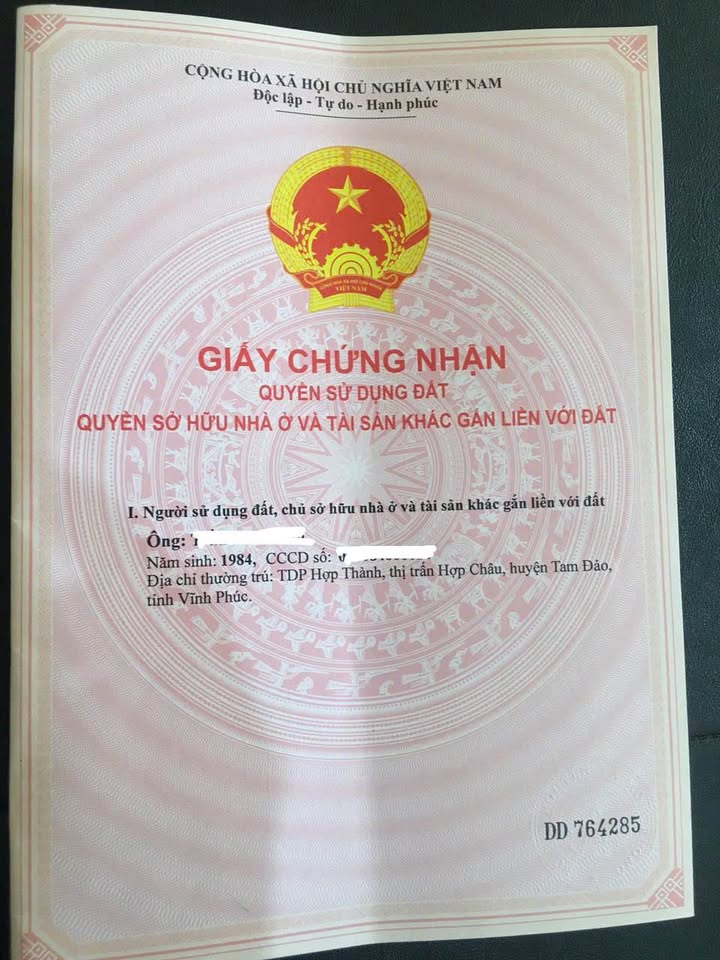 CỘNG HÒA XÃ HỘI CHỦ NGHĨA VIỆT NAM
Độc lập - Tự do - Hạnh phúc
VIỆT NAM
GIẤY CHỨNG NHẬN
QUYỀN SỬ DỤNG ĐẤT
QUYỀN SỞ HỮU NHÀ Ở VÀ TÀI SẢN KHÁC GẮN LIỀN VỚI ĐẤT
I. Người sử dụng đất, chủ sở hữu nhà ở và tài sản khác gắn liền với đất
Ông:
Năm sinh: 1984, CCCD số:
Địa chỉ thường trú: TDP Hợp Thành, thị trấn Hợp Châu, huyện Tam Đảo,
tỉnh Vĩnh Phúc.
DD 764285